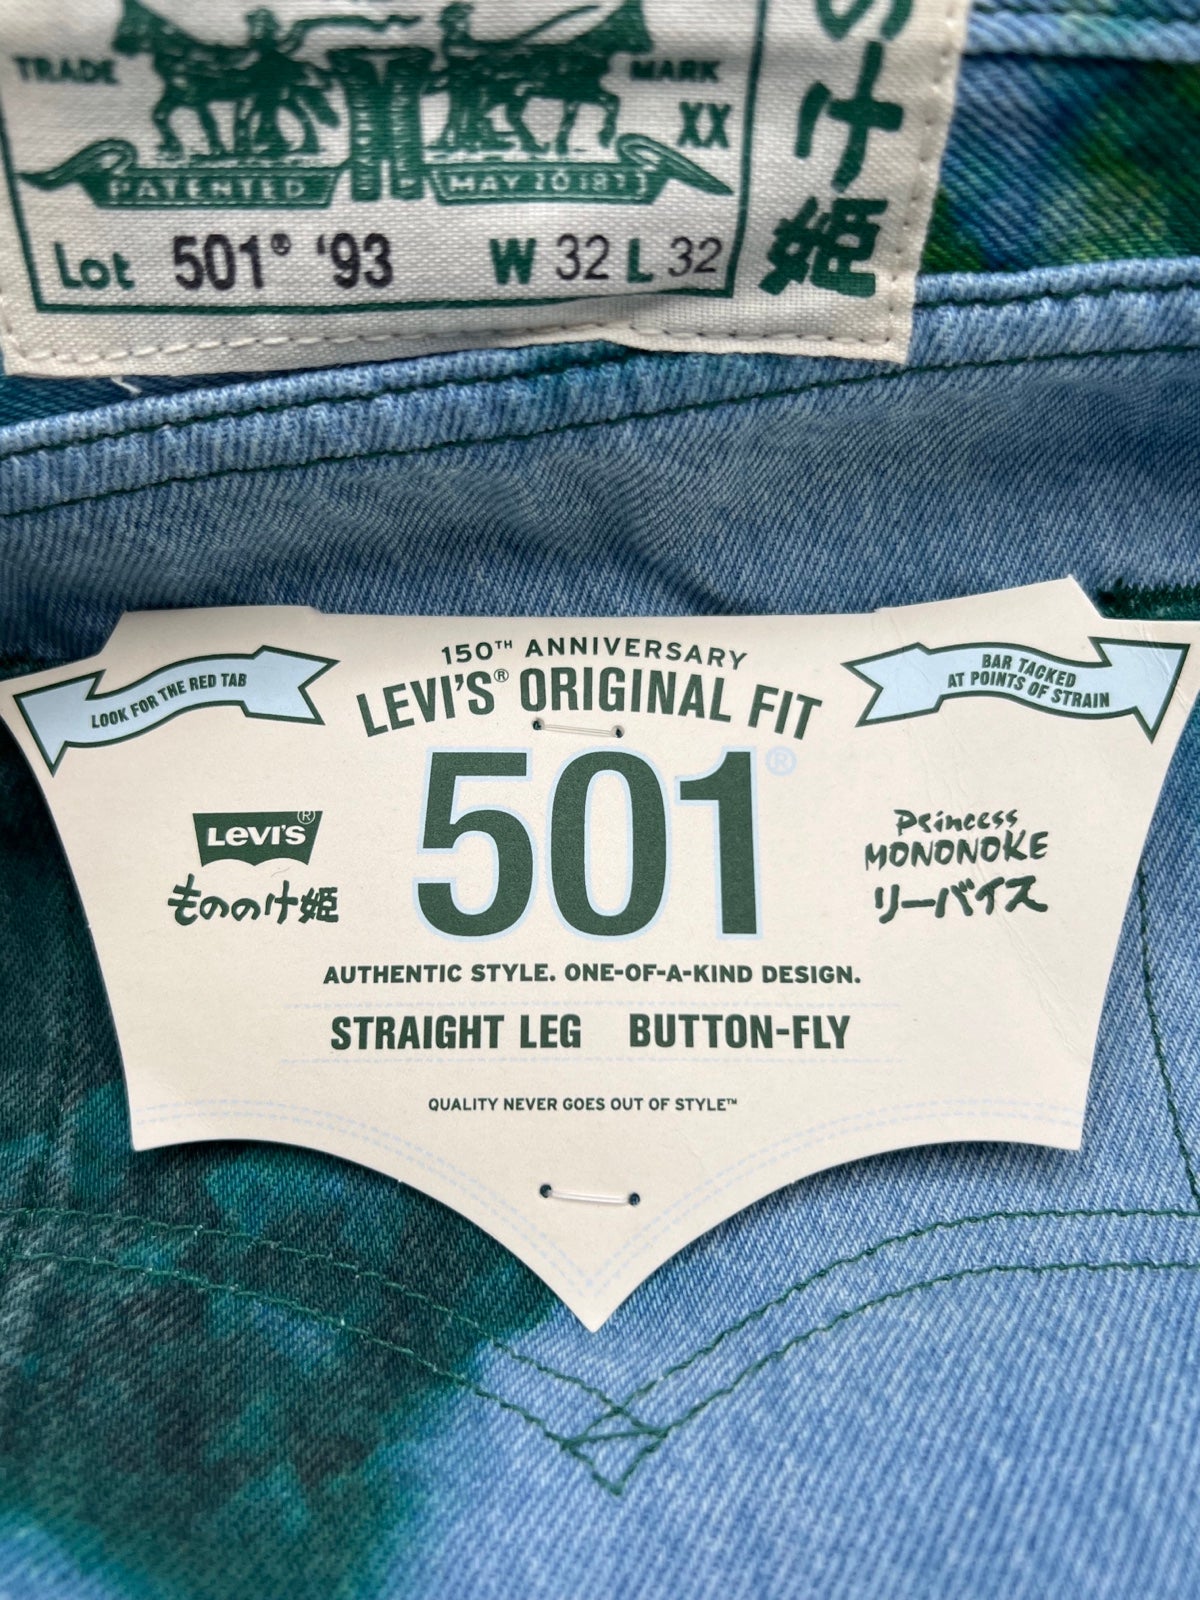 TRADE MARK
XX
PATENTED MAY 20 1873
Lot 501® '93 W 32 L 32
のけ姫
150TH ANNIVERSARY
LEVI'S® ORIGINAL FIT
501®
LOOK FOR THE RED TAB
BAR TACKED
AT POINTS OF STRAIN
LEVI'S®
もののけ姫
Princess
MONONOKE
リーバイス
AUTHENTIC STYLE. ONE-OF-A-KIND DESIGN.
STRAIGHT LEG BUTTON-FLY
QUALITY NEVER GOES OUT OF STYLE™